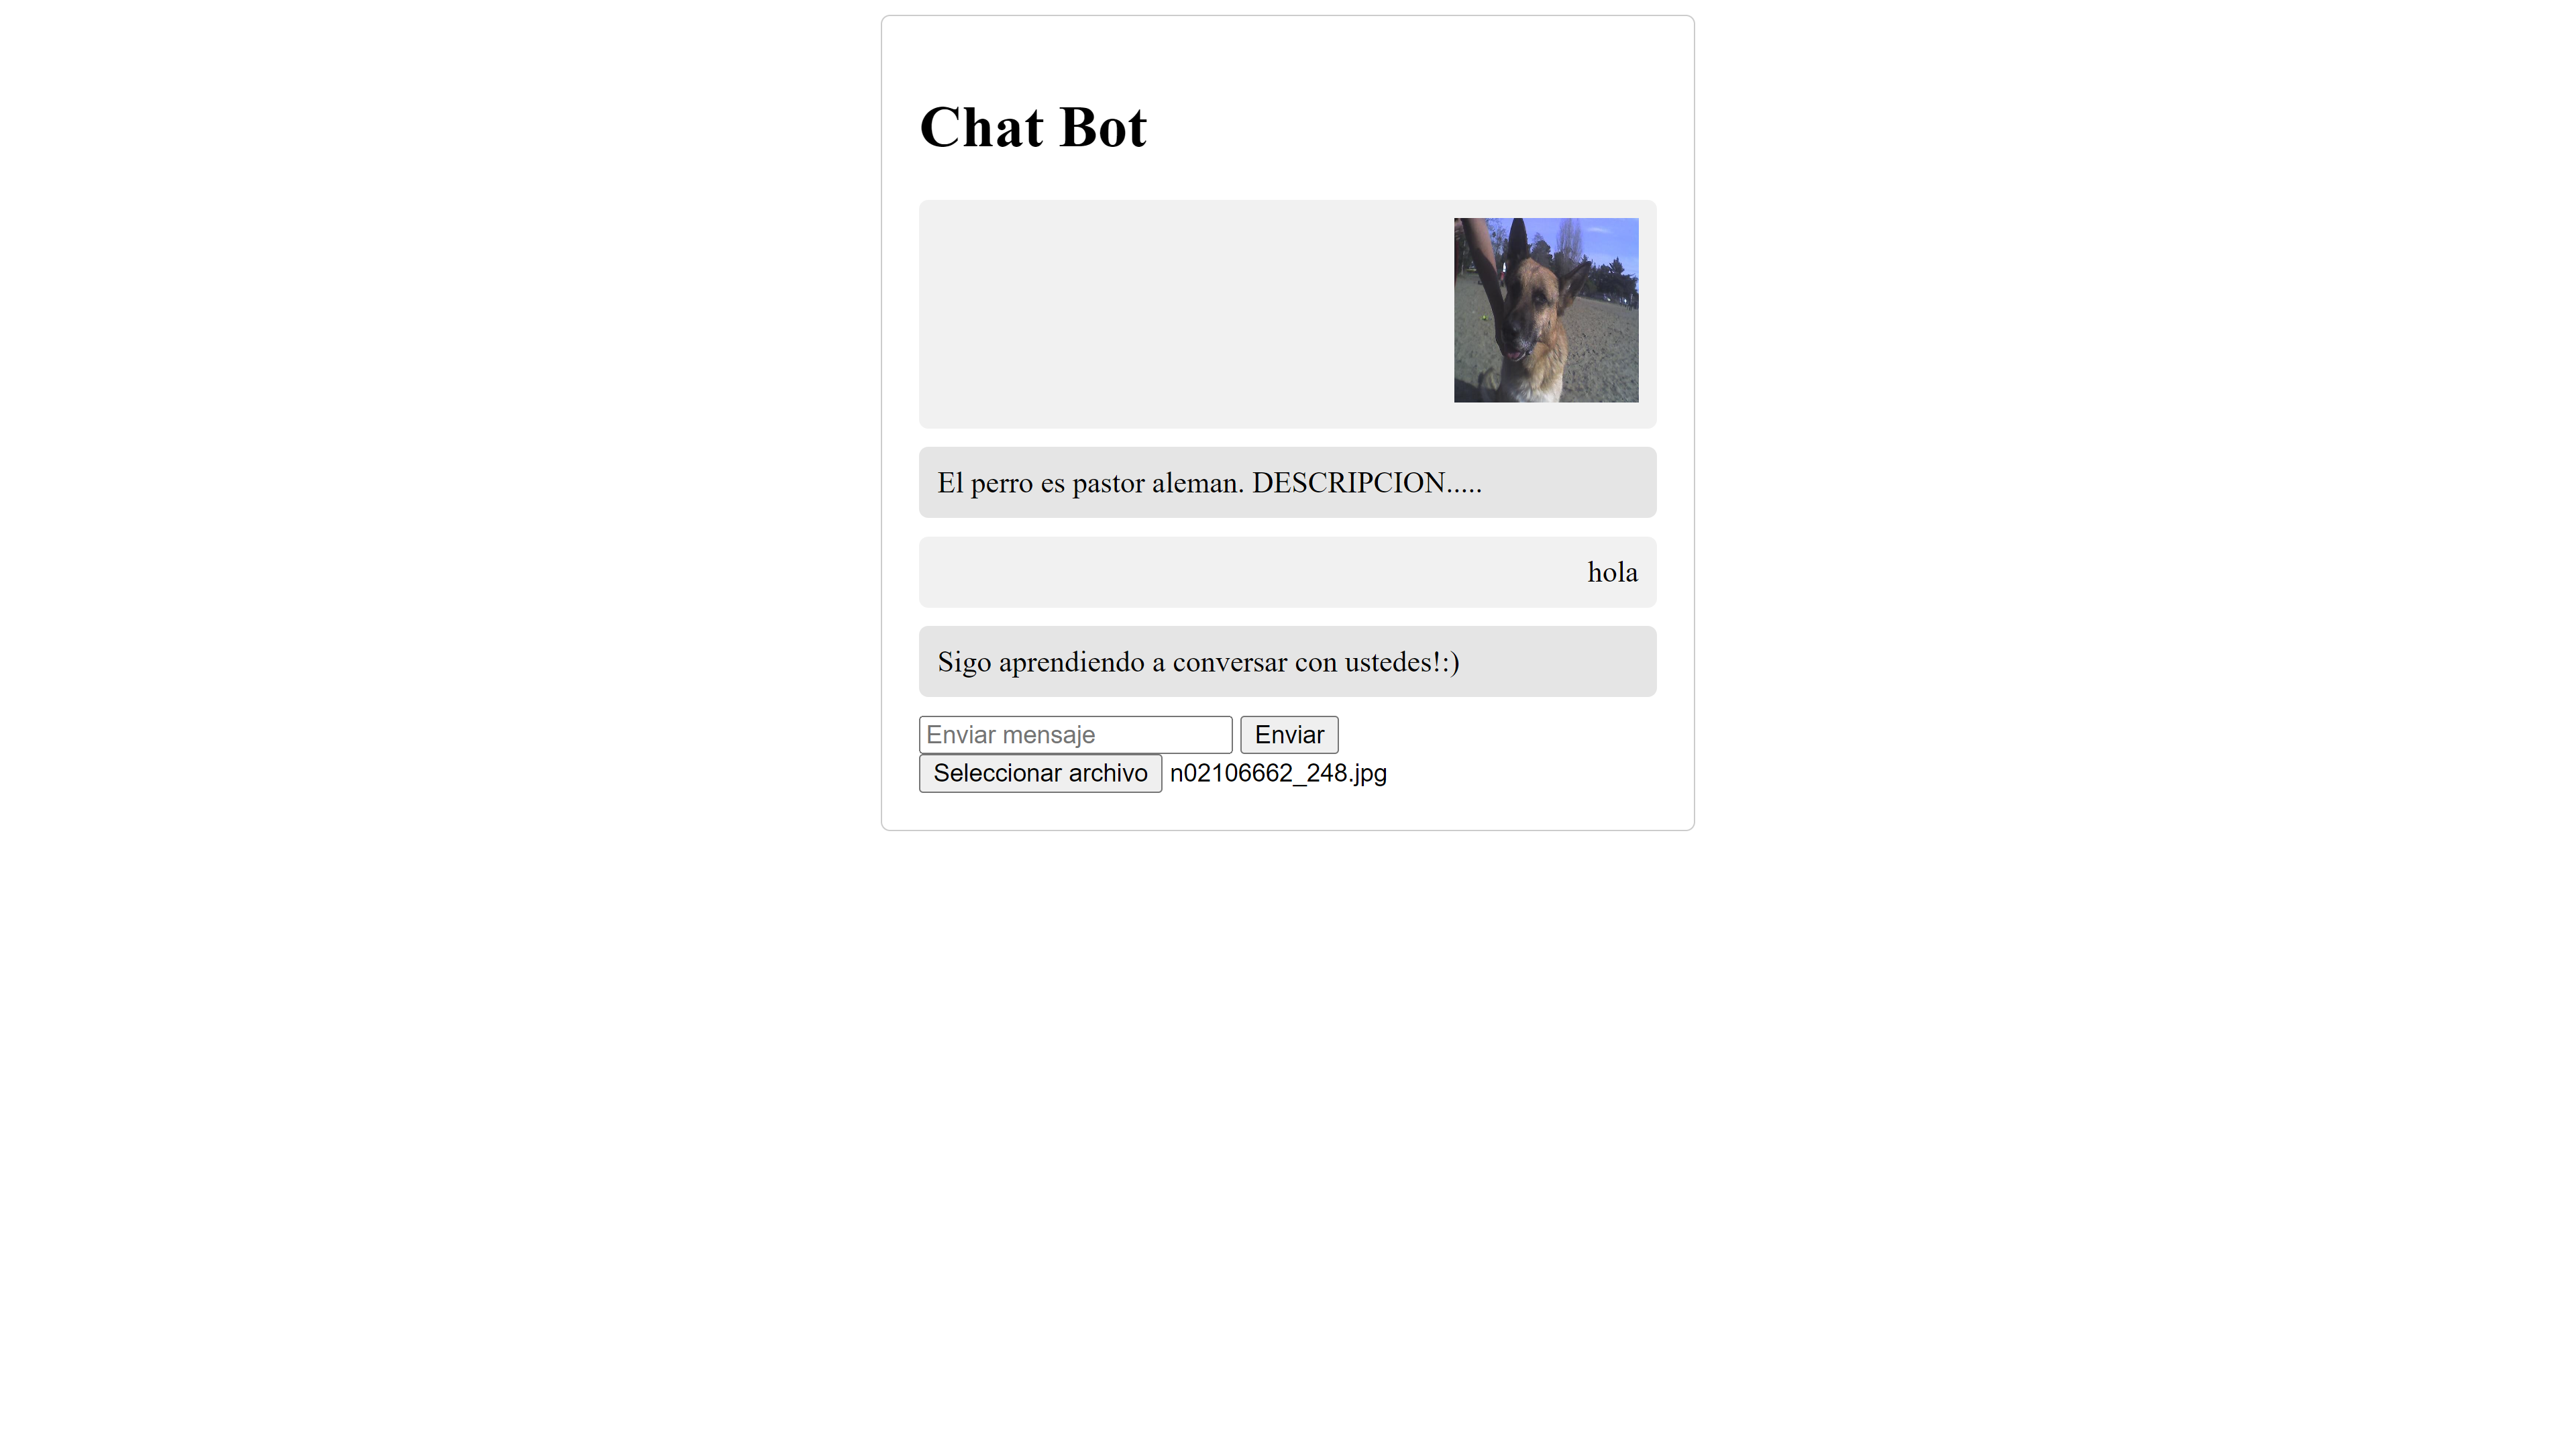 Chat Bot
El perro es pastor aleman. DESCRIPCION.....
hola
Sigo aprendiendo a conversar con ustedes!:)
Enviar mensaje Enviar
Seleccionar archivo n02106662_248.jpg